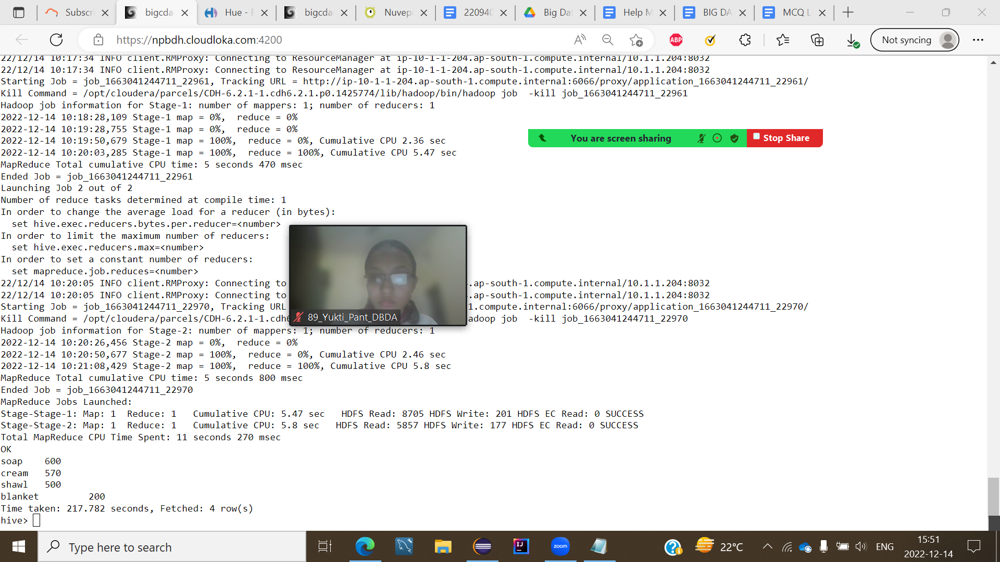 Subscri
bigcda
Hue - F
bigcda
Nuvep
220940
Big Dat
Help M
BIG DA
MCQ L
https://npbdh.cloudloka.com:4200
ABP
Not syncing
22/12/14 10:17:34 INFO client.RMProxy: Connecting to ResourceManager at ip-10-1-1-204.ap-south-1.compute.internal/10.1.1.204:8032
22/12/14 10:17:34 INFO client.RMProxy: Connecting to ResourceManager at ip-10-1-1-204.ap-south-1.compute.internal/10.1.1.204:8032
Starting Job = job_1663041244711_22961, Tracking URL = http://ip-10-1-1-204.ap-south-1.compute.internal:6066/proxy/application_1663041244711_22961/
Kill Command = /opt/cloudera/parcels/CDH-6.2.1-1.cdh6.2.1.p0.1425774/lib/hadoop/bin/hadoop job  -kill job_1663041244711_22961
Hadoop job information for Stage-1: number of mappers: 1; number of reducers: 1
2022-12-14 10:18:28,109 Stage-1 map = 0%,  reduce = 0%
2022-12-14 10:19:28,755 Stage-1 map = 0%,  reduce = 0%
2022-12-14 10:19:50,679 Stage-1 map = 100%,  reduce = 0%, Cumulative CPU 2.36 sec
You are screen sharing
Stop Share
2022-12-14 10:20:03,285 Stage-1 map = 100%,  reduce = 100%, Cumulative CPU 5.47 sec
MapReduce Total cumulative CPU time: 5 seconds 470 msec
Ended Job = job_1663041244711_22961
Launching Job 2 out of 2
Number of reduce tasks determined at compile time: 1
In order to change the average load for a reducer (in bytes):
  set hive.exec.reducers.bytes.per.reducer=<number>
In order to limit the maximum number of reducers:
  set hive.exec.reducers.max=<number>
In order to set a constant number of reducers:
  set mapreduce.job.reduces=<number>
22/12/14 10:20:05 INFO client.RMProxy: Connecting to .ap-south-1.compute.internal/10.1.1.204:8032
22/12/14 10:20:05 INFO client.RMProxy: Connecting to .ap-south-1.compute.internal/10.1.1.204:8032
Starting Job = job_1663041244711_22970, Tracking URL 1.compute.internal:6066/proxy/application_1663041244711_22970/
Kill Command = /opt/cloudera/parcels/CDH-6.2.1-1.cdh6 adoop job  -kill job_1663041244711_22970
89_Yukti_Pant_DBDA
Hadoop job information for Stage-2: number of mappers: 1; number of reducers: 1
2022-12-14 10:20:26,456 Stage-2 map = 0%,  reduce = 0%
2022-12-14 10:20:50,677 Stage-2 map = 100%,  reduce = 0%, Cumulative CPU 2.46 sec
2022-12-14 10:21:08,429 Stage-2 map = 100%,  reduce = 100%, Cumulative CPU 5.8 sec
MapReduce Total cumulative CPU time: 5 seconds 800 msec
Ended Job = job_1663041244711_22970
MapReduce Jobs Launched:
Stage-Stage-1: Map: 1  Reduce: 1   Cumulative CPU: 5.47 sec   HDFS Read: 8705 HDFS Write: 201 HDFS EC Read: 0 SUCCESS
Stage-Stage-2: Map: 1  Reduce: 1   Cumulative CPU: 5.8 sec   HDFS Read: 5857 HDFS Write: 177 HDFS EC Read: 0 SUCCESS
Total MapReduce CPU Time Spent: 11 seconds 270 msec
OK
soap    600
cream   570
shawl   500
blanket         200
Time taken: 217.782 seconds, Fetched: 4 row(s)
hive>
Type here to search
IJ
zoom
22°C
ENG
15:51
2022-12-14